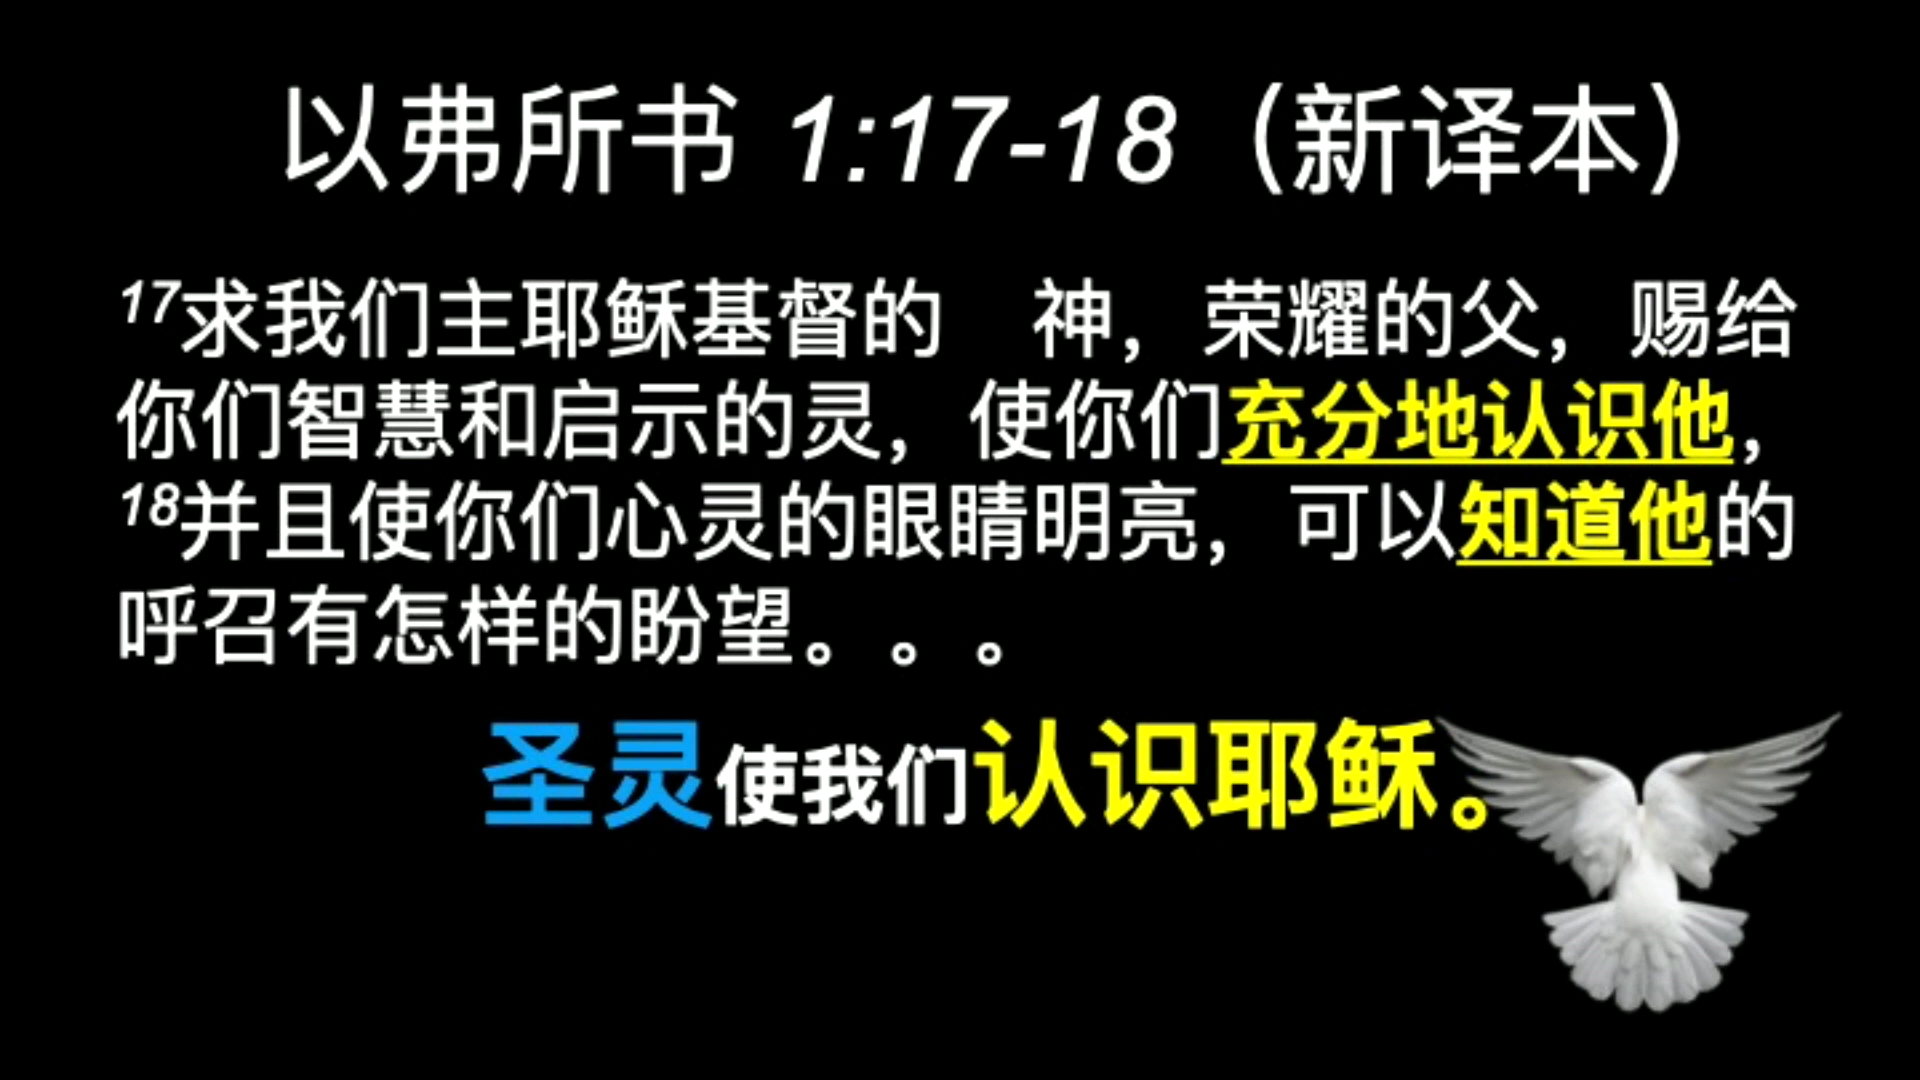 以弗所书 1:17-18（新译本）
17求我们主耶稣基督的　神，荣耀的父，赐给
你们智慧和启示的灵，使你们充分地认识他，
18并且使你们心灵的眼睛明亮，可以知道他的
呼召有怎样的盼望。。。
圣灵使我们认识耶稣。